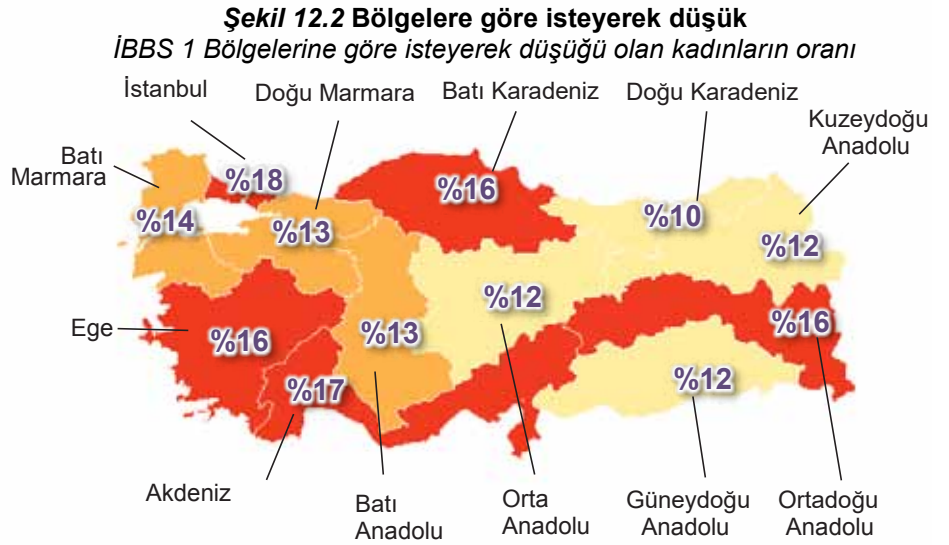 Şekil 12.2 Bölgelere göre isteyerek düşük
İBBS 1 Bölgelerine göre isteyerek düşüğü olan kadınların oranı
İstanbul
Doğu Marmara
Batı Karadeniz
Doğu Karadeniz
Kuzeydoğu
Anadolu
Batı
Marmara
%18
%16
%14
%13
%10
%12
%12
Ege
%16
%13
%16
%17
%12
Akdeniz
Batı
Anadolu
Orta
Anadolu
Güneydoğu
Anadolu
Ortadoğu
Anadolu